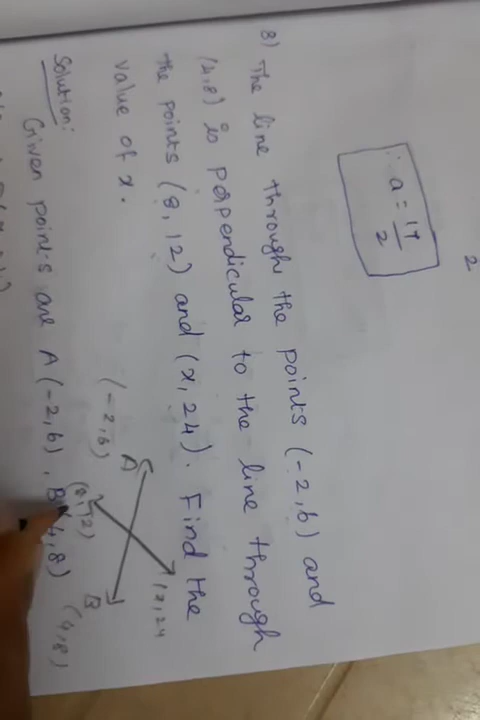 2
∴ a = 17/2
8) The line through the points (-2,6) and
(4,8) is perpendicular to the line through
the points (8,12) and (x,24). Find the
value of x.
Solution:
(-2,6) A
(8,12)
(x,24
B (4,8)
Given points are A(-2,6), B(4,8)